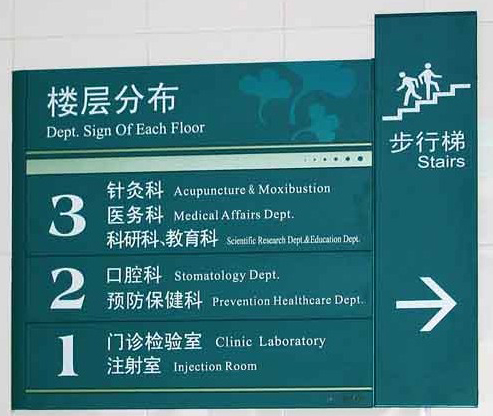 楼层分布
Dept. Sign Of Each Floor
3
针灸科 Acupuncture & Moxibustion
医务科 Medical Affairs Dept.
科研科、教育科 Scientific Research Dept.&Education Dept.
2
口腔科 Stomatology Dept.
预防保健科 Prevention Healthcare Dept.
1
门诊检验室 Clinic Laboratory
注射室 Injection Room
步行梯
Stairs